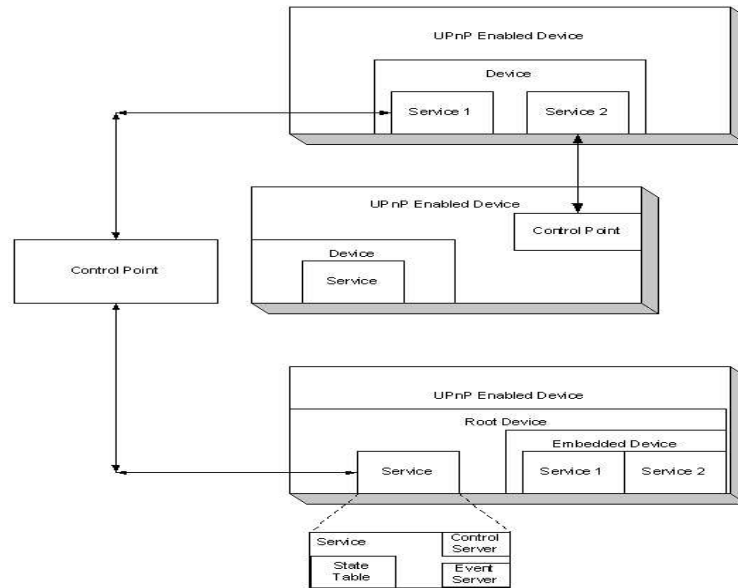 UPnP Enabled Device
Device
Service 1
Service 2
UPnP Enabled Device
Control Point
Device
Service
Control Point
UPnP Enabled Device
Root Device
Embedded Device
Service
Service 1
Service 2
Service
Control
Server
State
Table
Event
Server